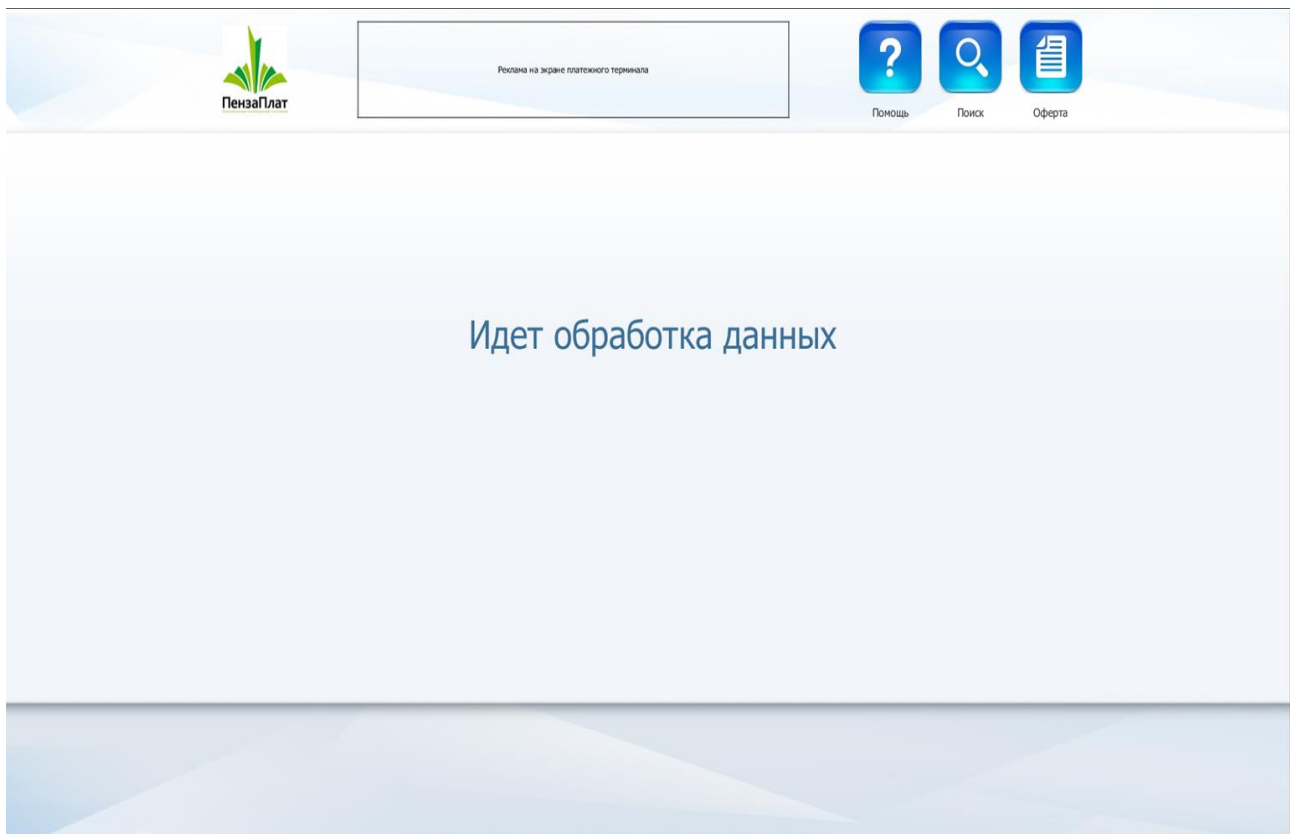 ПензаПлат
Реклама на экране платежного терминала
Помощь
Поиск
Оферта
Идет обработка данных